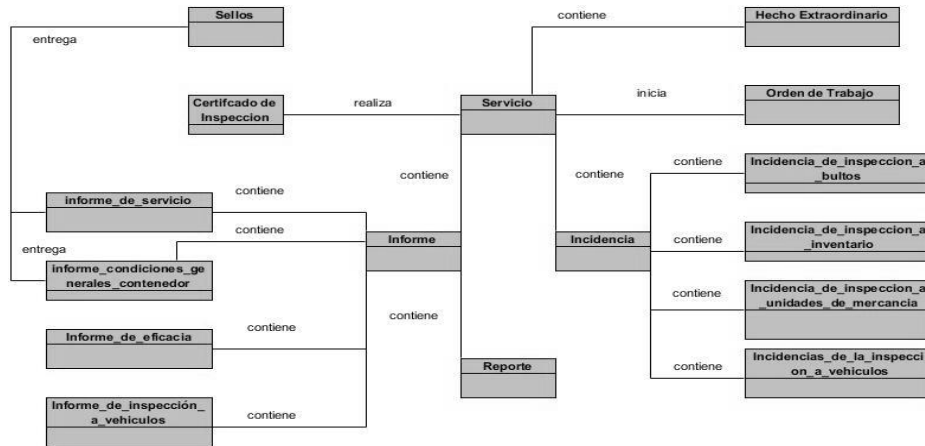 contiene
Sellos
Hecho Extraordinario
entrega
Certifcado de
Inspeccion
realiza
Servicio
inicia
Orden de Trabajo
contiene
Incidencia_de_inspeccion_a
_bultos
contiene
contiene
contiene
informe_de_servicio
contiene
contiene
Informe
Incidencia
Incidencia_de_inspeccion_a
_inventario
entrega
informe_condiciones_ge
nerales_contenedor
contiene
Incidencia_de_inspeccion_a
_unidades_de_mercancia
contiene
contiene
Informe_de_eficacia
Reporte
contiene
Incidencias_de_la_inspecci
on_a_vehiculos
Informe_de_inspección_
a_vehiculos
contiene